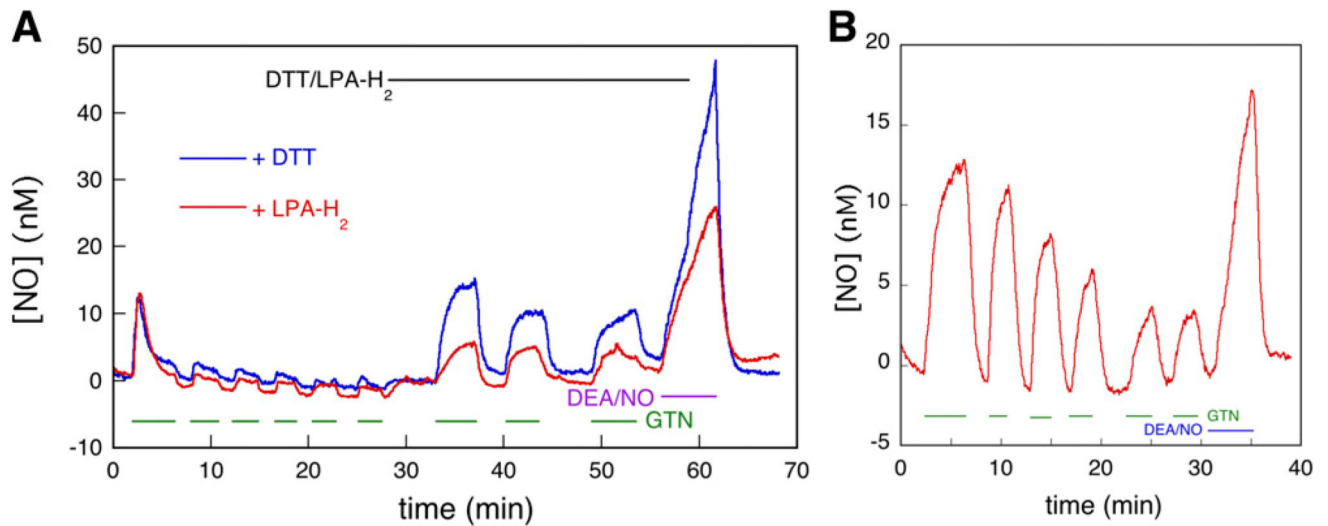 A
50
40
30
20
10
0
-10
[NO] (nM)
DTT/LPA-H2
+ DTT
+ LPA-H2
DEA/NO
GTN
0 10 20 30 40 50 60 70
time (min)
B
20
15
10
5
0
-5
[NO] (nM)
GTN
DEA/NO
0 10 20 30 40
time (min)